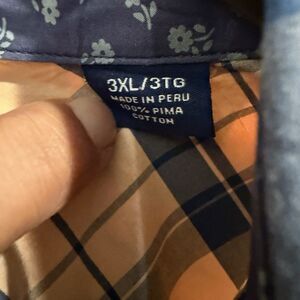 3XL/3TG
MADE IN PERU
100% PIMA
COTTON